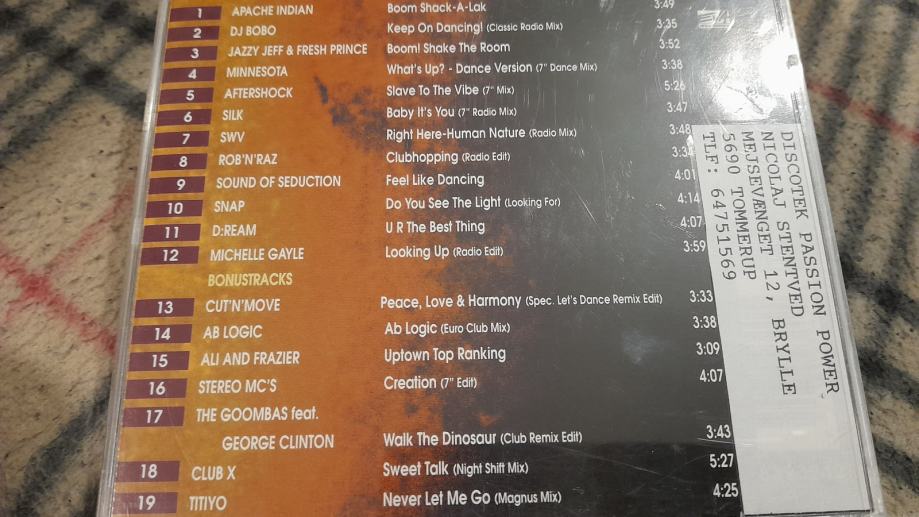 1 APACHE INDIAN Boom Shack-A-Lak 3:49
2 DJ BOBO Keep On Dancing! (Classic Radio Mix) 3:35
3 JAZZY JEFF & FRESH PRINCE Boom! Shake The Room 3:52
4 MINNESOTA What's Up? - Dance Version (7" Dance Mix) 3:38
5 AFTERSHOCK Slave To The Vibe (7" Mix) 5:26
6 SILK Baby It's You (7" Radio Mix) 3:47
7 SWV Right Here-Human Nature (Radio Mix) 3:48
8 ROB'N'RAZ Clubhopping (Radio Edit) 3:34
9 SOUND OF SEDUCTION Feel Like Dancing 4:01
10 SNAP Do You See The Light (Looking For) 4:14
11 D:REAM U R The Best Thing 4:07
12 MICHELLE GAYLE Looking Up (Radio Edit) 3:59
BONUSTRACKS
13 CUT'N'MOVE Peace, Love & Harmony (Spec. Let's Dance Remix Edit) 3:33
14 AB LOGIC Ab Logic (Euro Club Mix) 3:38
15 ALI AND FRAZIER Uptown Top Ranking 3:09
16 STEREO MC'S Creation (7" Edit) 4:07
17 THE GOOMBAS feat.
GEORGE CLINTON Walk The Dinosaur (Club Remix Edit) 3:43
18 CLUB X Sweet Talk (Night Shift Mix) 5:27
19 TITIYO Never Let Me Go (Magnus Mix) 4:25
DISCOTEK PASSION POWER
NICOLAJ STENTVED
MEJSEVÆNGET 12, BRYLLE
5690 TOMMERUP
TLF: 64751569